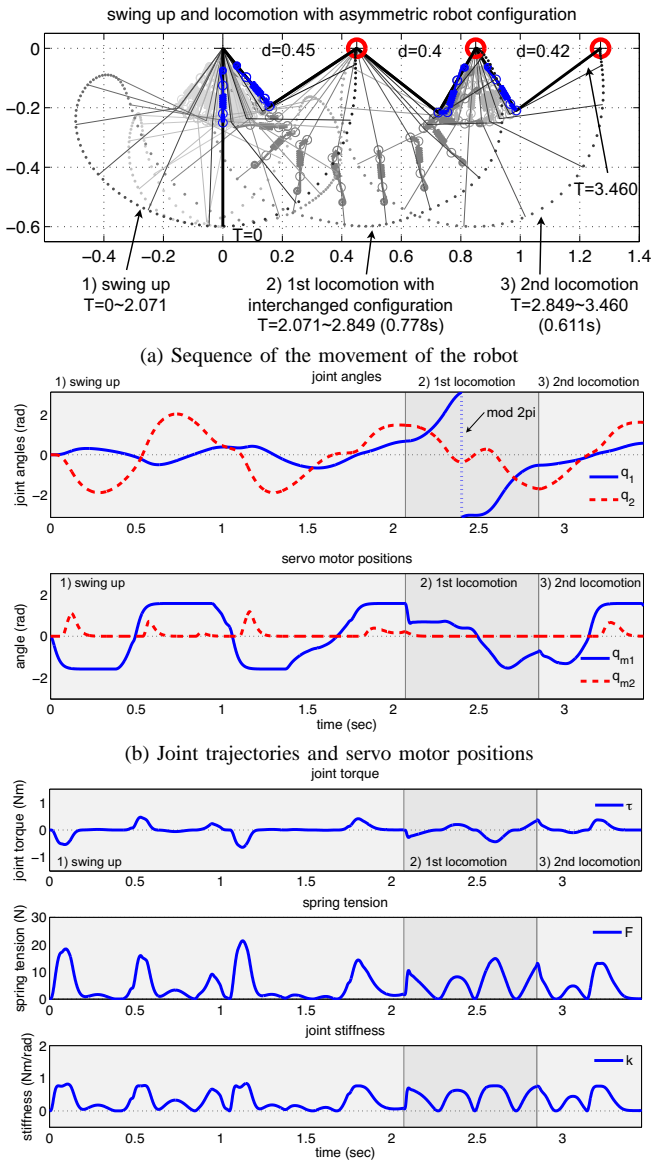 swing up and locomotion with asymmetric robot configuration
0
−0.2
−0.4
−0.6
d=0.45
d=0.4
d=0.42
T=3.460
T=0
−0.4 −0.2 0 0.2 0.4 0.6 0.8 1 1.2 1.4
1) swing up
T=0~2.071
2) 1st locomotion with
interchanged configuration
T=2.071~2.849 (0.778s)
3) 2nd locomotion
T=2.849~3.460
(0.611s)
(a) Sequence of the movement of the robot
joint angles
joint angles (rad)
2
0
−2
1) swing up
2) 1st locomotion
3) 2nd locomotion
mod 2pi
q1
q2
0 0.5 1 1.5 2 2.5 3
servo motor positions
angle (rad)
2
0
−2
1) swing up
2) 1st locomotion
3) 2nd locomotion
qm1
qm2
0 0.5 1 1.5 2 2.5 3
time (sec)
(b) Joint trajectories and servo motor positions
joint torque
joint torque (Nm)
1
0
−1
τ
1) swing up
2) 1st locomotion
3) 2nd locomotion
0 0.5 1 1.5 2 2.5 3
spring tension
spring tension (N)
30
20
10
0
F
0 0.5 1 1.5 2 2.5 3
joint stiffness
stiffness (Nm/rad)
2
1
0
k
0 0.5 1 1.5 2 2.5 3
time (sec)